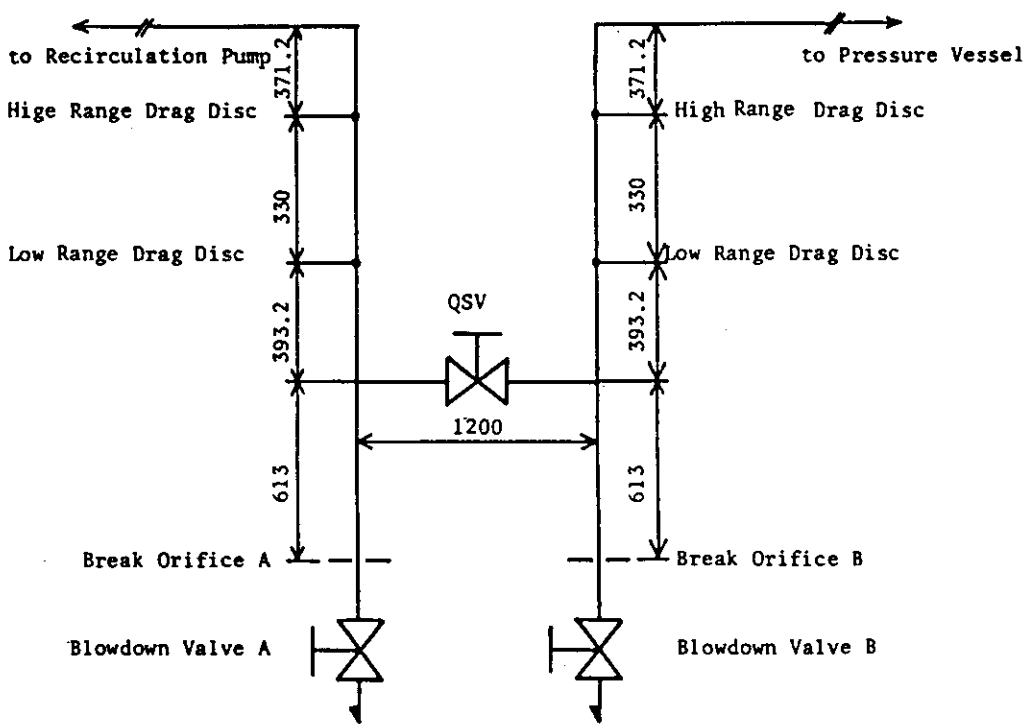 to Recirculation Pump
to Pressure Vessel
371.2
371.2
Hige Range Drag Disc
High Range Drag Disc
330
330
Low Range Drag Disc
Low Range Drag Disc
QSV
393.2
393.2
1200
613
613
Break Orifice A
Break Orifice B
Blowdown Valve A
Blowdown Valve B